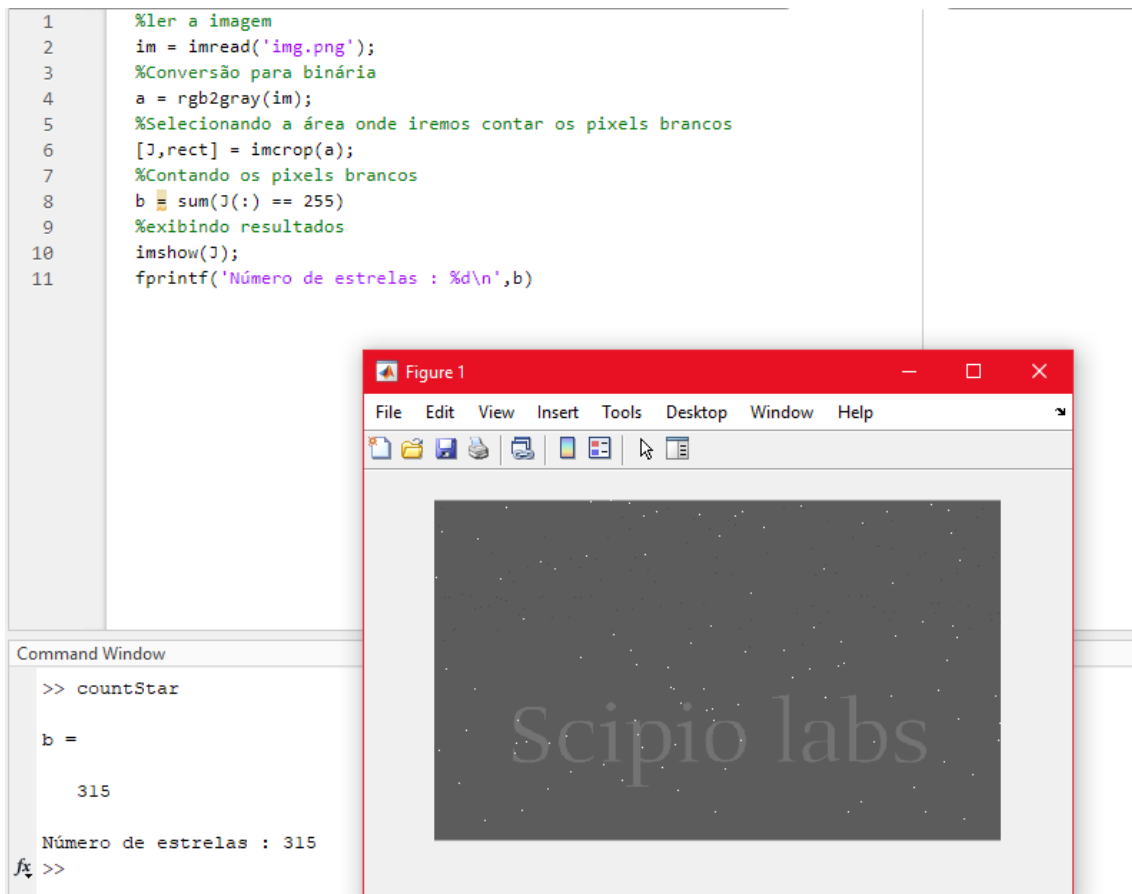 1 %ler a imagem
2 im = imread('img.png');
3 %Conversão para binária
4 a = rgb2gray(im);
5 %Selecionando a área onde iremos contar os pixels brancos
6 [J,rect] = imcrop(a);
7 %Contando os pixels brancos
8 b = sum(J(:) == 255)
9 %exibindo resultados
10 imshow(J);
11 fprintf('Número de estrelas : %d\n',b)
Figure 1
File Edit View Insert Tools Desktop Window Help
Scipio labs
Command Window
>> countStar
b =
315
Número de estrelas : 315
fx >>